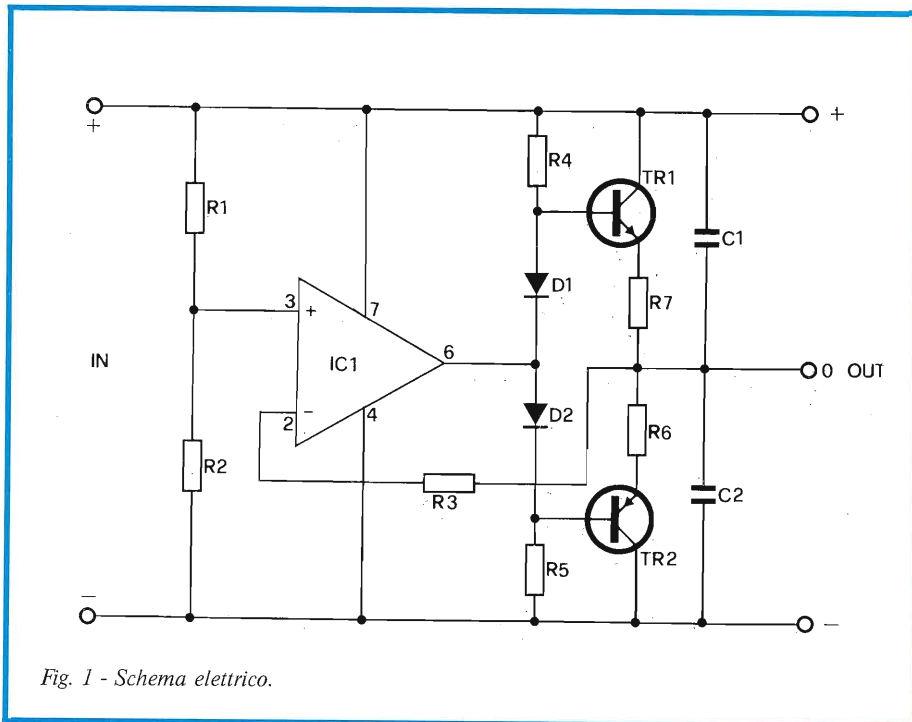 +
+
R4
TR1
R1
C1
D1
R7
3
+
7
IN
IC1
6
0 OUT
−
2
4
D2
R6
R2
R3
C2
R5
TR2
−
−
Fig. 1 - Schema elettrico.